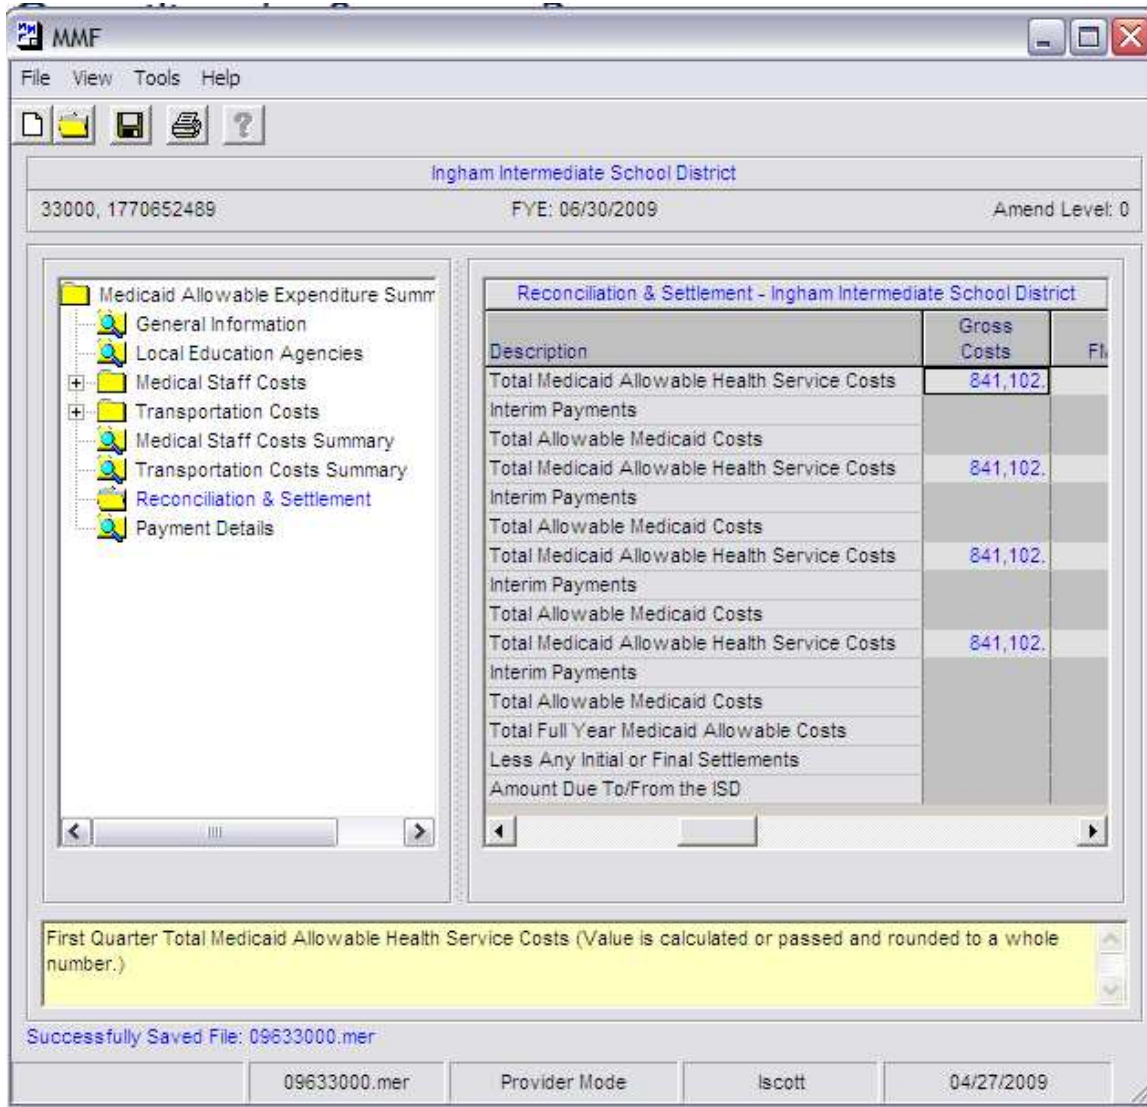 MMF
File View Tools Help
Ingham Intermediate School District
33000, 1770652489 FYE: 06/30/2009 Amend Level: 0
Medicaid Allowable Expenditure Summ
General Information
Local Education Agencies
Medical Staff Costs
Transportation Costs
Medical Staff Costs Summary
Transportation Costs Summary
Reconciliation & Settlement
Payment Details
Reconciliation & Settlement - Ingham Intermediate School District
Description Gross Costs
Total Medicaid Allowable Health Service Costs 841,102.
Interim Payments
Total Allowable Medicaid Costs
Total Medicaid Allowable Health Service Costs 841,102.
Interim Payments
Total Allowable Medicaid Costs
Total Medicaid Allowable Health Service Costs 841,102.
Interim Payments
Total Allowable Medicaid Costs
Total Medicaid Allowable Health Service Costs 841,102.
Interim Payments
Total Allowable Medicaid Costs
Total Full Year Medicaid Allowable Costs
Less Any Initial or Final Settlements
Amount Due To/From the ISD
First Quarter Total Medicaid Allowable Health Service Costs (Value is calculated or passed and rounded to a whole
number.)
Successfully Saved File: 09633000.mer
09633000.mer Provider Mode lscott 04/27/2009